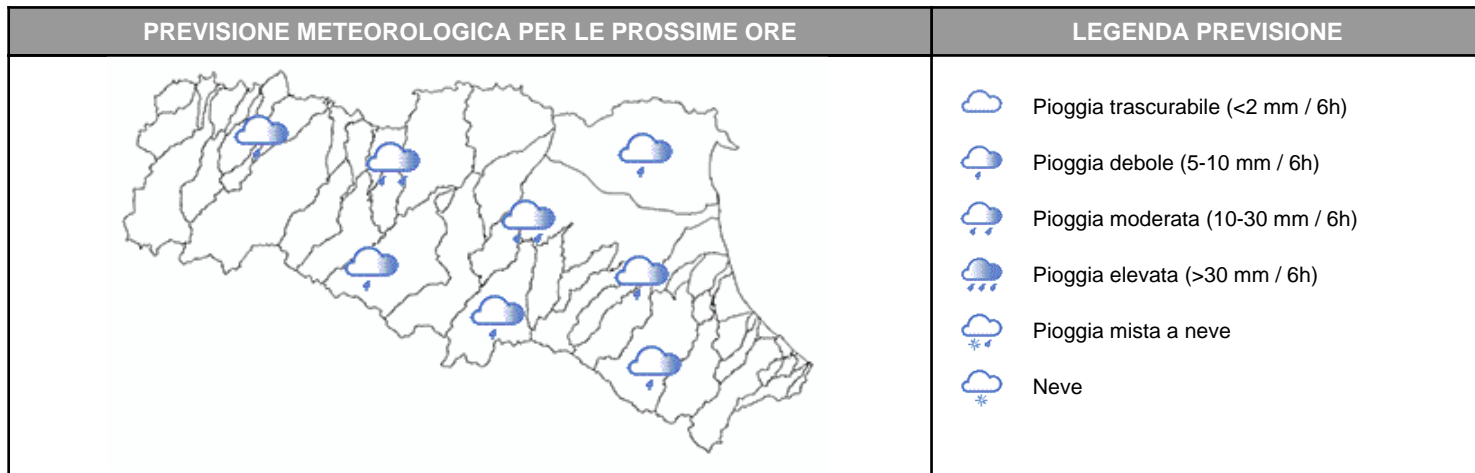 PREVISIONE METEOROLOGICA PER LE PROSSIME ORE
LEGENDA PREVISIONE
Pioggia trascurabile (<2 mm / 6h)
Pioggia debole (5-10 mm / 6h)
Pioggia moderata (10-30 mm / 6h)
Pioggia elevata (>30 mm / 6h)
Pioggia mista a neve
Neve